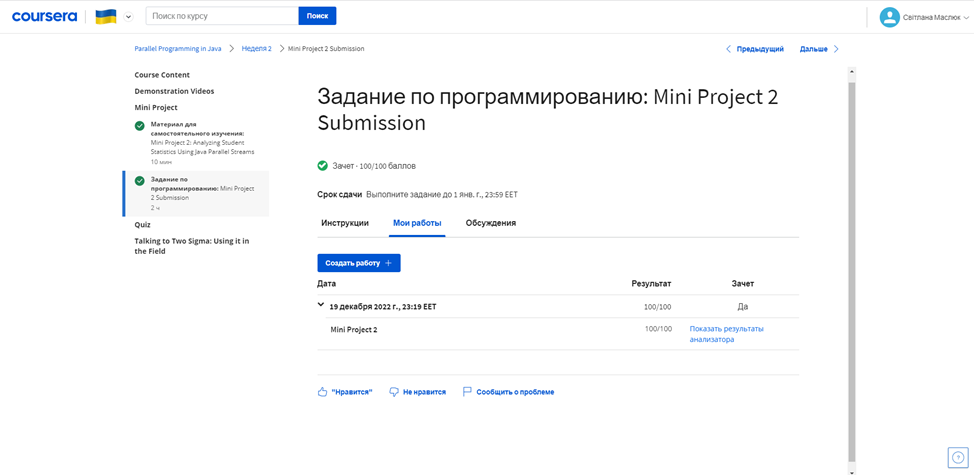 coursera
Поиск по курсу
Поиск
Світлана Маслюк
Parallel Programming in Java
Неделя 2
Mini Project 2 Submission
Предыдущий
Дальше
Course Content
Demonstration Videos
Mini Project
Материал для
самостоятельного изучения:
Mini Project 2: Analyzing Student
Statistics Using Java Parallel Streams
10 мин
Задание по
программированию: Mini Project
2 Submission
2 ч
Quiz
Talking to Two Sigma: Using it in
the Field
Задание по программированию: Mini Project 2
Submission
Зачет · 100/100 баллов
Срок сдачи Выполните задание до 1 янв. г., 23:59 EET
Инструкции
Мои работы
Обсуждения
Создать работу +
Дата Результат Зачет
19 декабря 2022 г., 23:19 EET 100/100 Да
Mini Project 2 100/100 Показать результаты
анализатора
"Нравится"
Не нравится
Сообщить о проблеме